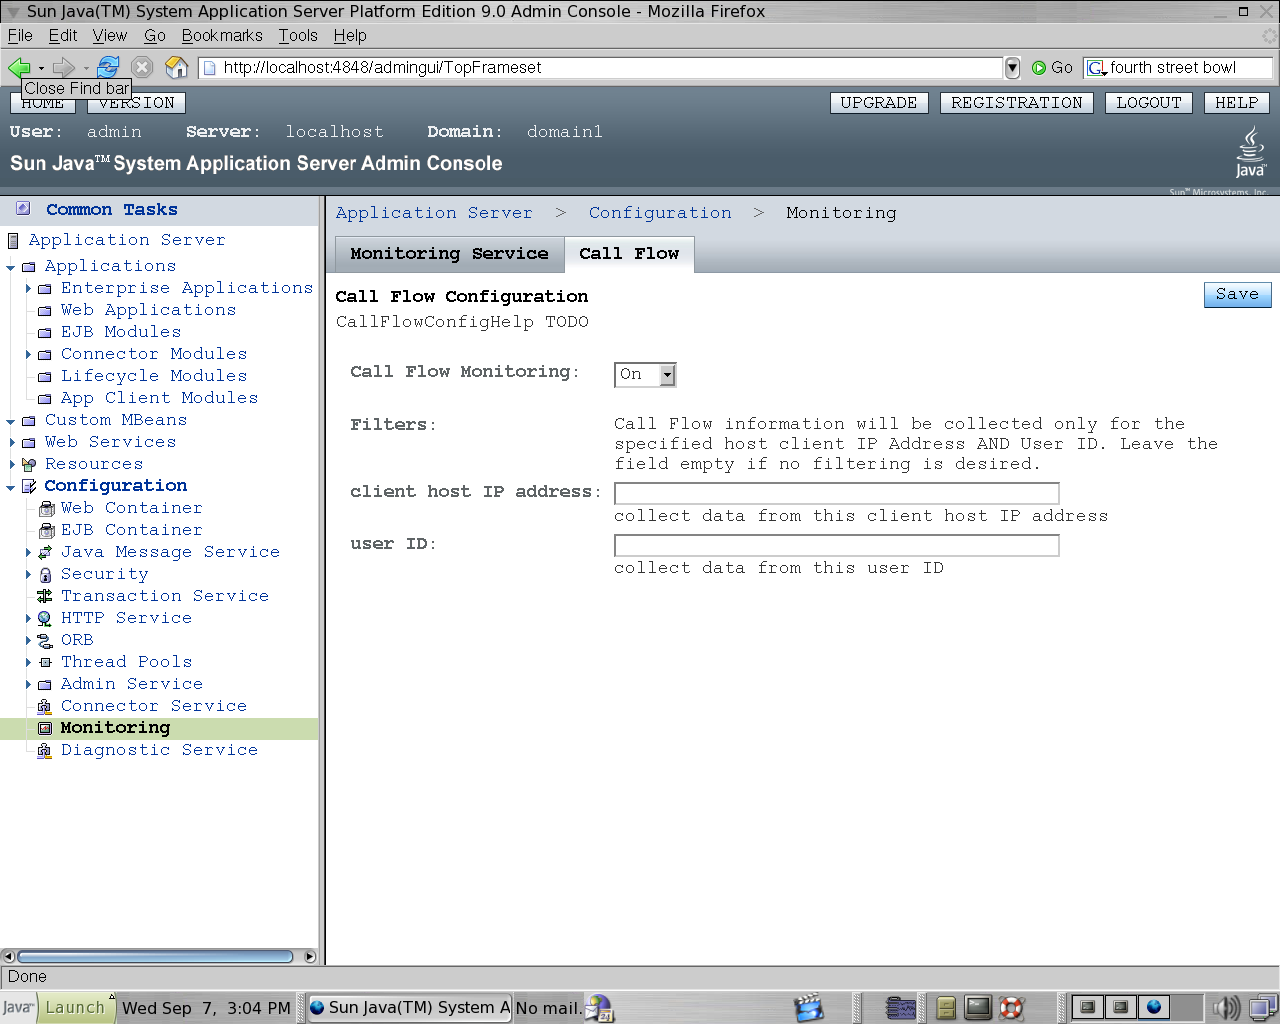 Sun Java(TM) System Application Server Platform Edition 9.0 Admin Console - Mozilla Firefox
File Edit View Go Bookmarks Tools Help
http://localhost:4848/admingui/TopFrameset Go fourth street bowl
Close Find bar
HOME VERSION UPGRADE REGISTRATION LOGOUT HELP
User: admin Server: localhost Domain: domain1
Sun Java™ System Application Server Admin Console
Java™
Sun™ Microsystems, Inc.
Common Tasks
Application Server
Applications
Enterprise Applications
Web Applications
EJB Modules
Connector Modules
Lifecycle Modules
App Client Modules
Custom MBeans
Web Services
Resources
Configuration
Web Container
EJB Container
Java Message Service
Security
Transaction Service
HTTP Service
ORB
Thread Pools
Admin Service
Connector Service
Monitoring
Diagnostic Service
Application Server > Configuration > Monitoring
Monitoring Service Call Flow
Call Flow Configuration Save
CallFlowConfigHelp TODO
Call Flow Monitoring: On
Filters: Call Flow information will be collected only for the
specified host client IP Address AND User ID. Leave the
field empty if no filtering is desired.
client host IP address:
collect data from this client host IP address
user ID:
collect data from this user ID
Done
Java™ Launch Wed Sep 7, 3:04 PM Sun Java(TM) System A No mail.